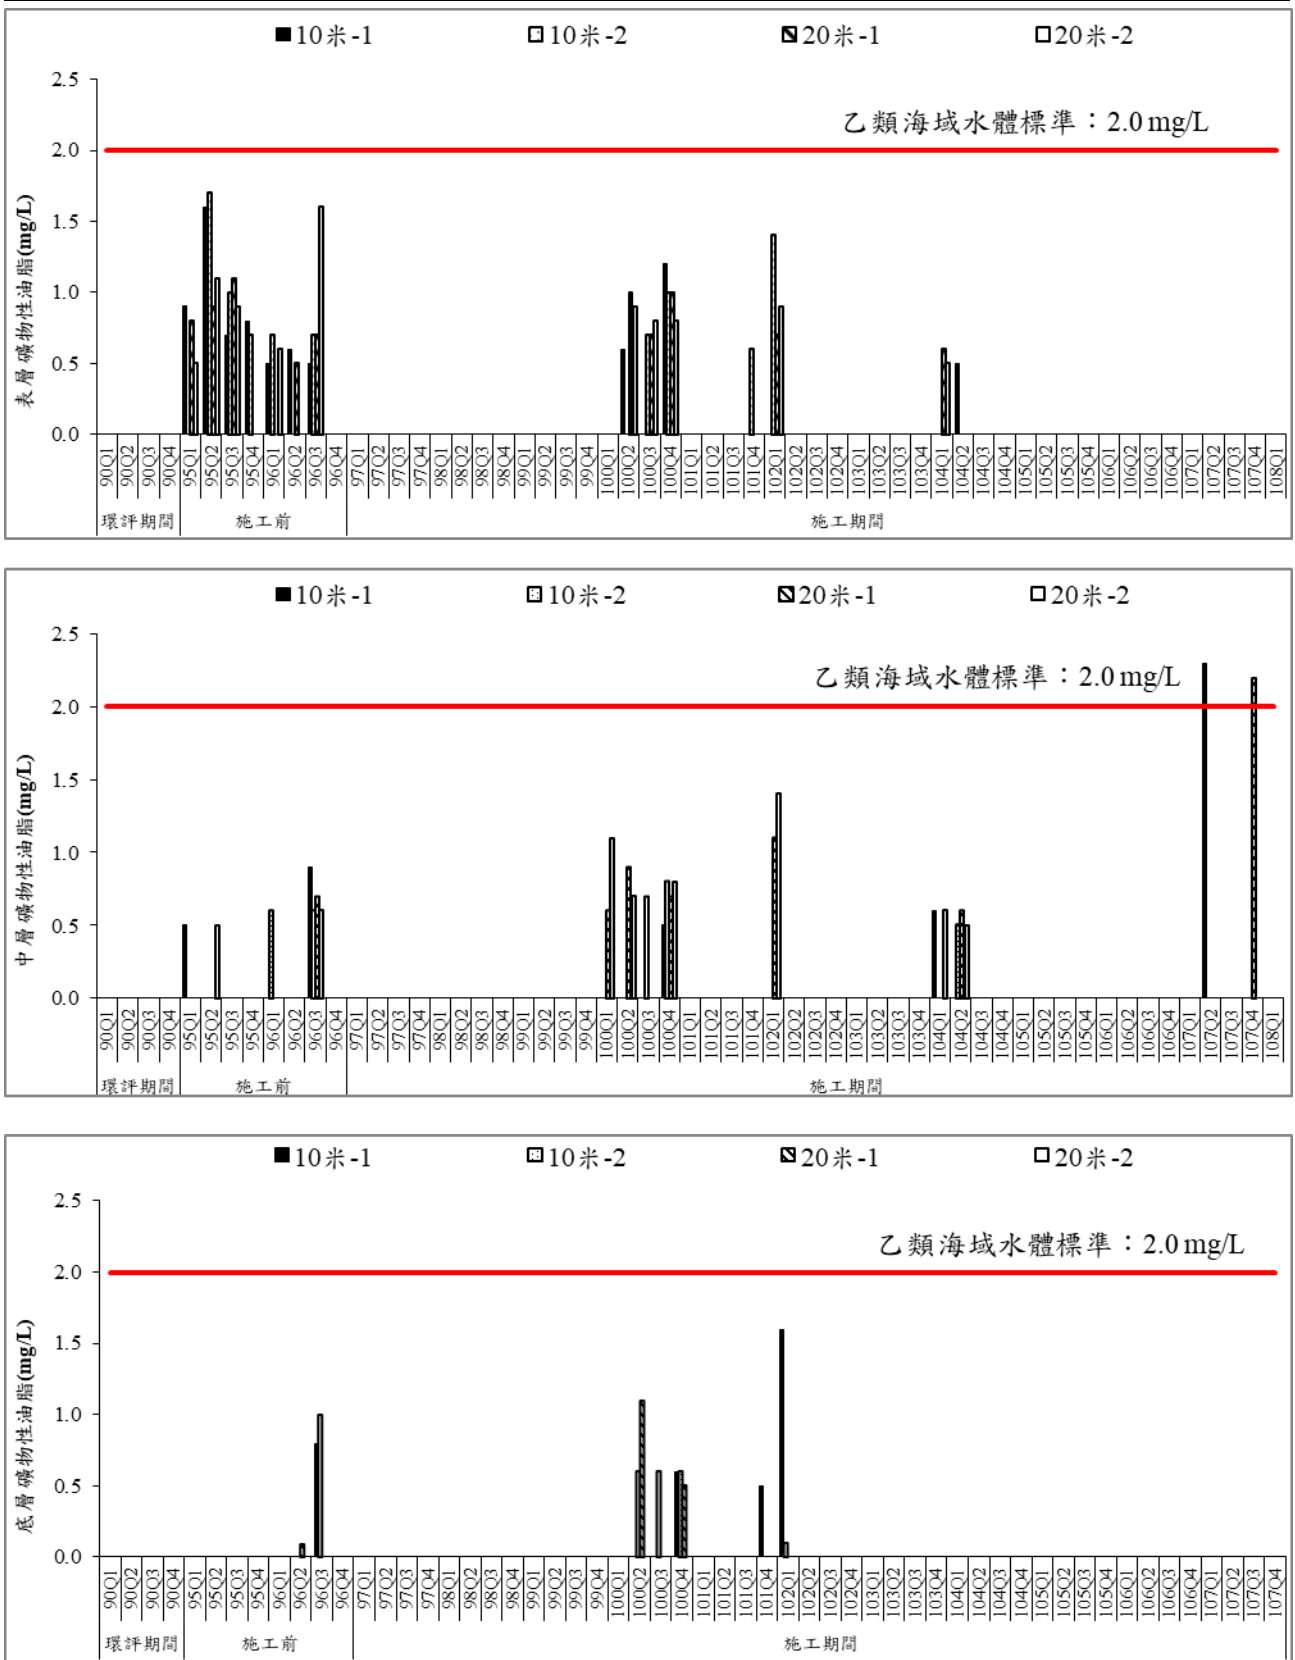 10米-1 10米-2 20米-1 20米-2
乙類海域水體標準：2.0 mg/L
表層礦物性油脂(mg/L)
2.5
2.0
1.5
1.0
0.5
0.0
90Q1 90Q2 90Q3 90Q4 95Q1 95Q2 95Q3 95Q4 96Q1 96Q2 96Q3 96Q4 97Q1 97Q2 97Q3 97Q4 98Q1 98Q2 98Q3 98Q4 99Q1 99Q2 99Q3 99Q4 100Q1 100Q2 100Q3 100Q4 101Q1 101Q2 101Q3 101Q4 102Q1 102Q2 102Q3 102Q4 103Q1 103Q2 103Q3 103Q4 104Q1 104Q2 104Q3 104Q4 105Q1 105Q2 105Q3 105Q4 106Q1 106Q2 106Q3 106Q4 107Q1 107Q2 107Q3 107Q4 108Q1
環評期間 施工前 施工期間
10米-1 10米-2 20米-1 20米-2
乙類海域水體標準：2.0 mg/L
中層礦物性油脂(mg/L)
2.5
2.0
1.5
1.0
0.5
0.0
90Q1 90Q2 90Q3 90Q4 95Q1 95Q2 95Q3 95Q4 96Q1 96Q2 96Q3 96Q4 97Q1 97Q2 97Q3 97Q4 98Q1 98Q2 98Q3 98Q4 99Q1 99Q2 99Q3 99Q4 100Q1 100Q2 100Q3 100Q4 101Q1 101Q2 101Q3 101Q4 102Q1 102Q2 102Q3 102Q4 103Q1 103Q2 103Q3 103Q4 104Q1 104Q2 104Q3 104Q4 105Q1 105Q2 105Q3 105Q4 106Q1 106Q2 106Q3 106Q4 107Q1 107Q2 107Q3 107Q4 108Q1
環評期間 施工前 施工期間
10米-1 10米-2 20米-1 20米-2
乙類海域水體標準：2.0 mg/L
底層礦物性油脂(mg/L)
2.5
2.0
1.5
1.0
0.5
0.0
90Q1 90Q2 90Q3 90Q4 95Q1 95Q2 95Q3 95Q4 96Q1 96Q2 96Q3 96Q4 97Q1 97Q2 97Q3 97Q4 98Q1 98Q2 98Q3 98Q4 99Q1 99Q2 99Q3 99Q4 100Q1 100Q2 100Q3 100Q4 101Q1 101Q2 101Q3 101Q4 102Q1 102Q2 102Q3 102Q4 103Q1 103Q2 103Q3 103Q4 104Q1 104Q2 104Q3 104Q4 105Q1 105Q2 105Q3 105Q4 106Q1 106Q2 106Q3 106Q4 107Q1 107Q2 107Q3 107Q4
環評期間 施工前 施工期間